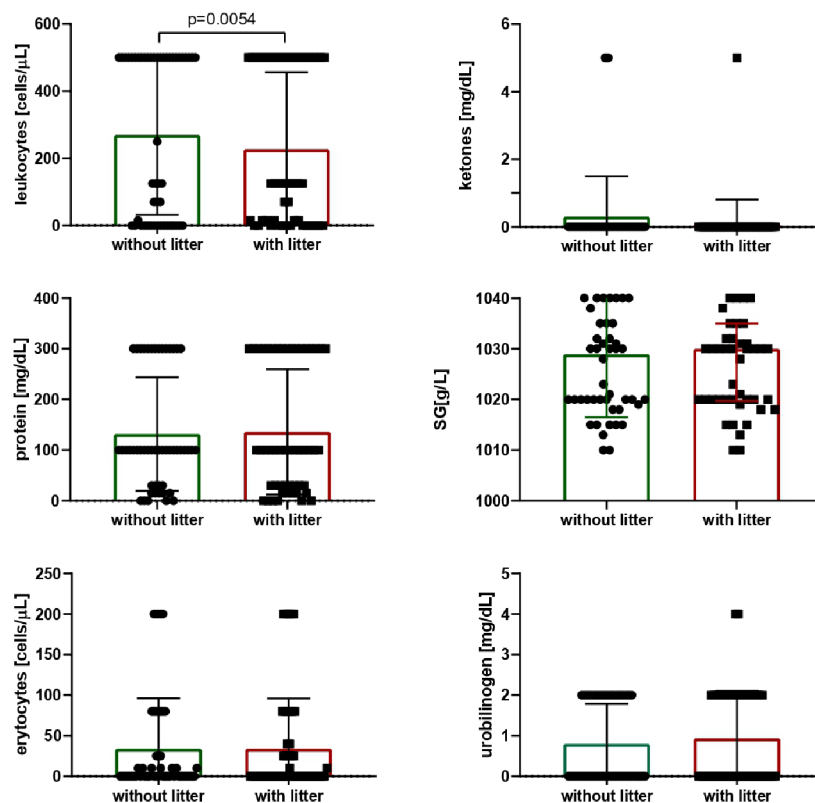 p=0.0054
leukocytes [cells/µL]
600
400
200
0
without litter
with litter
ketones [mg/dL]
6
4
2
0
without litter
with litter
protein [mg/dL]
400
300
200
100
0
without litter
with litter
SG[g/L]
1040
1030
1020
1010
1000
without litter
with litter
erytocytes [cells/µL]
250
200
150
100
50
0
without litter
with litter
urobilinogen [mg/dL]
5
4
3
2
1
0
without litter
with litter